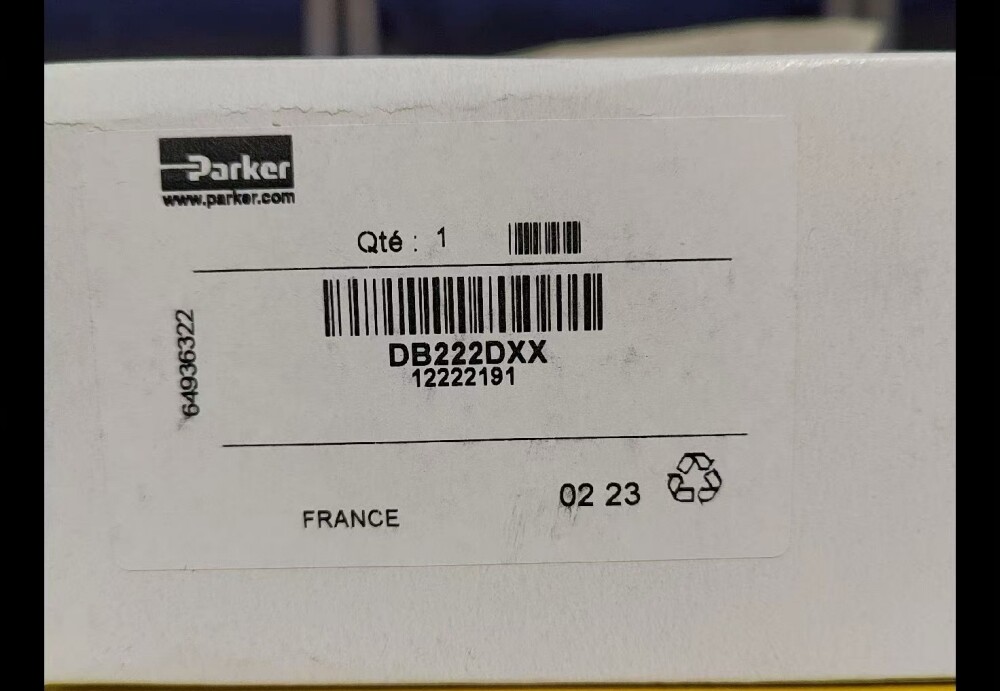 Parker
www.parker.com
Qté : 1
64936322
DB222DXX
12222191
02 23
FRANCE